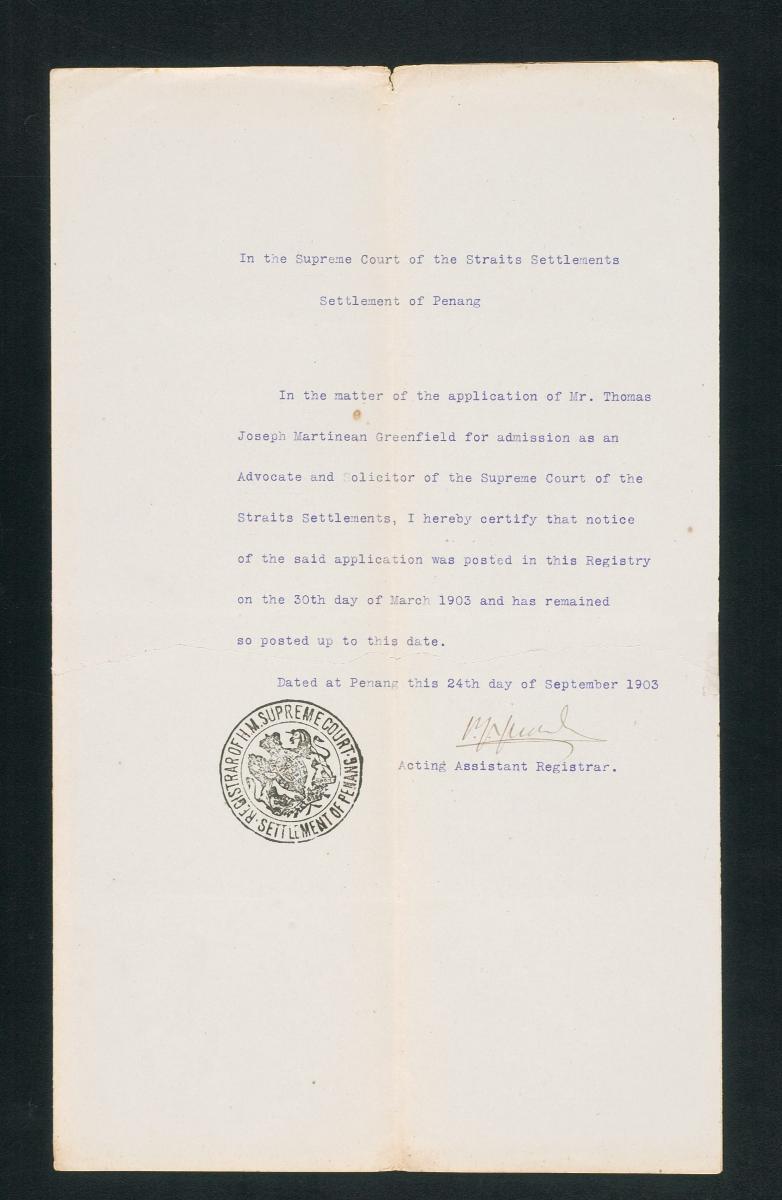 In the Supreme Court of the Straits Settlements
Settlement of Penang
In the matter of the application of Mr. Thomas
Joseph Martinean Greenfield for admission as an
Advocate and Solicitor of the Supreme Court of the
Straits Settlements, I hereby certify that notice
of the said application was posted in this Registry
on the 30th day of March 1903 and has remained
so posted up to this date.
Dated at Penang this 24th day of September 1903
Acting Assistant Registrar.
REGISTRAR OF H.M. SUPREME COURT · SETTLEMENT OF PENANG ·